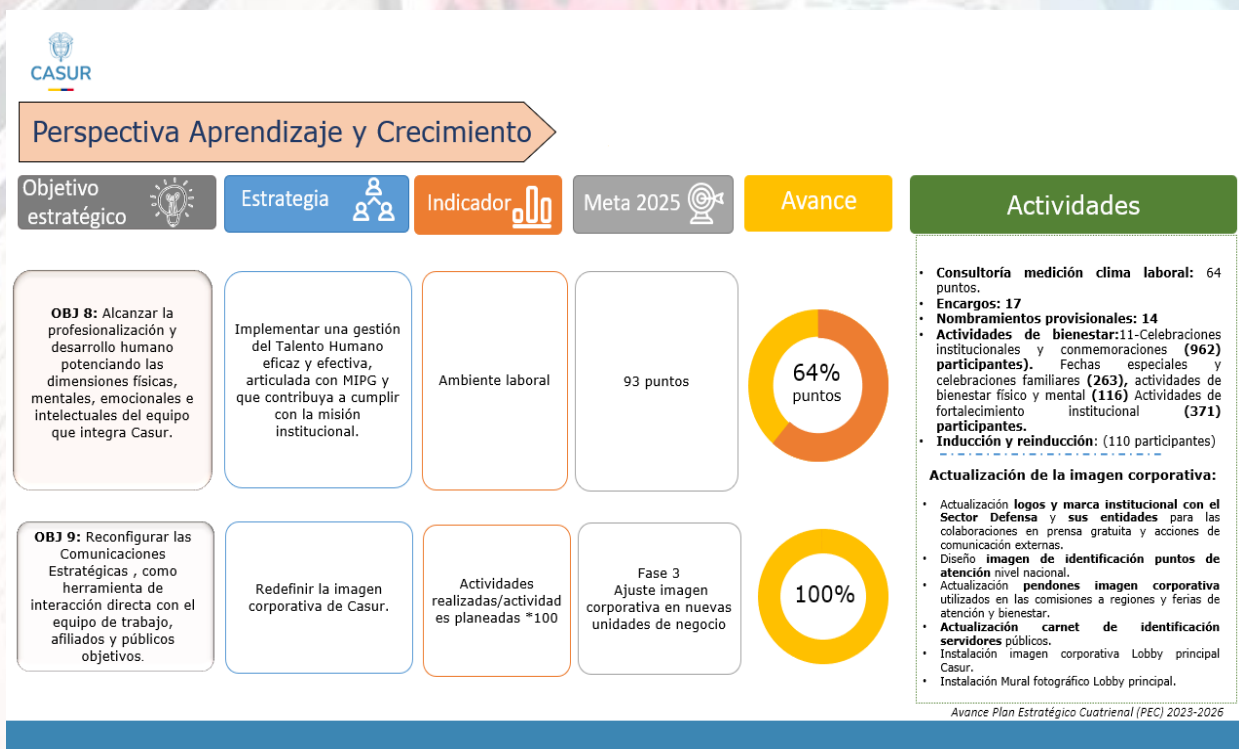 CASUR
Perspectiva Aprendizaje y Crecimiento
Objetivo
estratégico
Estrategia
Indicador
Meta 2025
Avance
Actividades
OBJ 8: Alcanzar la
profesionalización y
desarrollo humano
potenciando las
dimensiones físicas,
mentales, emocionales e
intelectuales del equipo
que integra Casur.
Implementar una gestión
del Talento Humano
eficaz y efectiva,
articulada con MIPG y
que contribuya a cumplir
con la misión
institucional.
Ambiente laboral
93 puntos
64%
puntos
• Consultoría medición clima laboral: 64
puntos.
• Encargos: 17
• Nombramientos provisionales: 14
• Actividades de bienestar:11-Celebraciones
institucionales y conmemoraciones (962)
participantes). Fechas especiales y
celebraciones familiares (263), actividades de
bienestar físico y mental (116) Actividades de
fortalecimiento institucional (371)
participantes.
• Inducción y reinducción: (110 participantes)
OBJ 9: Reconfigurar las
Comunicaciones
Estratégicas , como
herramienta de
interacción directa con el
equipo de trabajo,
afiliados y públicos
objetivos.
Redefinir la imagen
corporativa de Casur.
Actividades
realizadas/actividad
es planeadas *100
Fase 3
Ajuste imagen
corporativa en nuevas
unidades de negocio
100%
Actualización de la imagen corporativa:
• Actualización logos y marca institucional con el
Sector Defensa y sus entidades para las
colaboraciones en prensa gratuita y acciones de
comunicación externas.
• Diseño imagen de identificación puntos de
atención nivel nacional.
• Actualización pendones imagen corporativa
utilizados en las comisiones a regiones y ferias de
atención y bienestar.
• Actualización carnet de identificación
servidores públicos.
• Instalación imagen corporativa Lobby principal
Casur.
• Instalación Mural fotográfico Lobby principal.
Avance Plan Estratégico Cuatrienal (PEC) 2023-2026